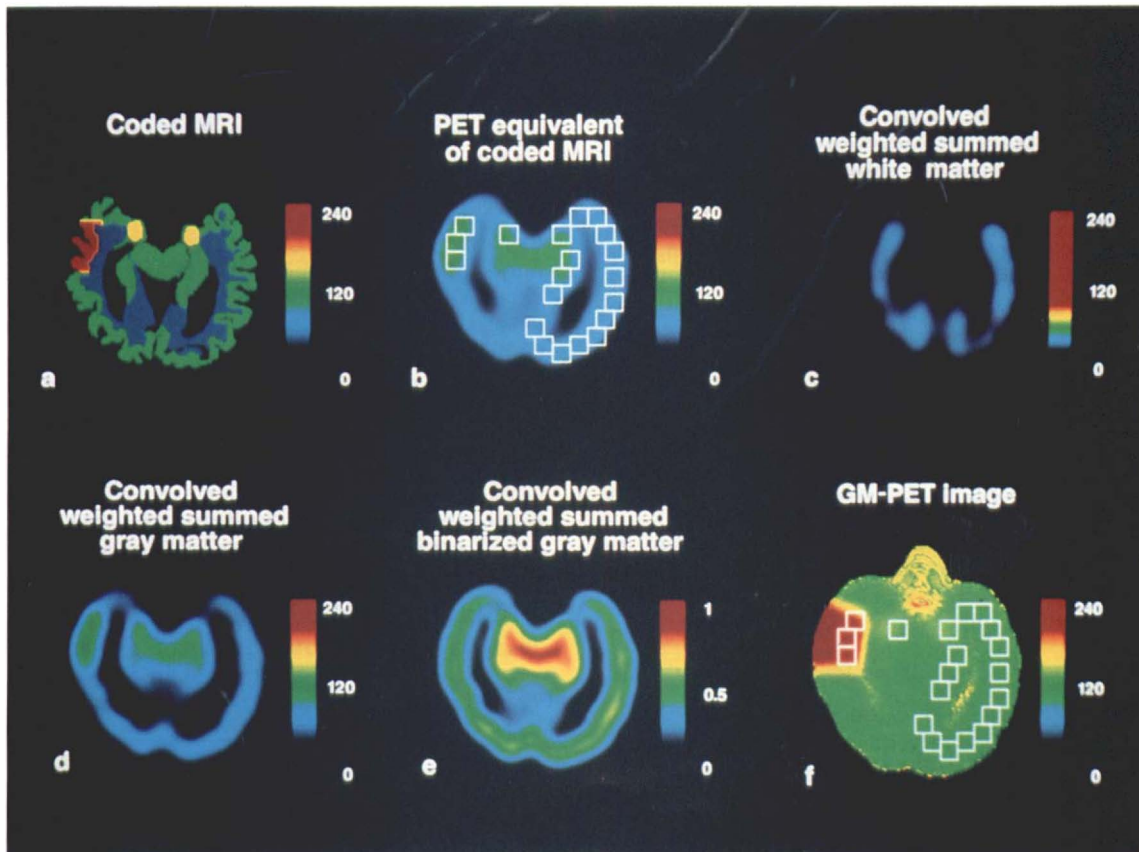 Coded MRI
240
120
0
a
PET equivalent
of coded MRI
240
120
0
b
Convolved
weighted summed
white matter
240
120
0
c
Convolved
weighted summed
gray matter
240
120
0
d
Convolved
weighted summed
binarized gray matter
1
0.5
0
e
GM-PET image
240
120
0
f